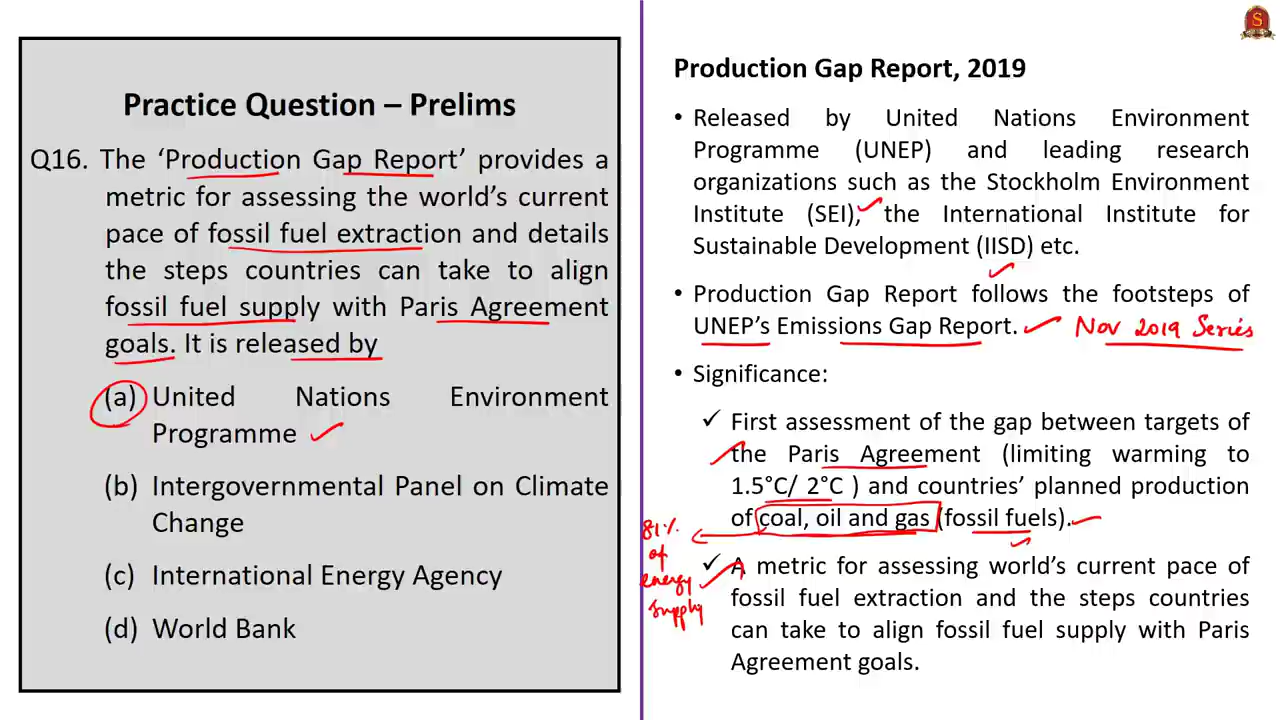 Practice Question – Prelims
Q16. The ‘Production Gap Report’ provides a
metric for assessing the world’s current
pace of fossil fuel extraction and details
the steps countries can take to align
fossil fuel supply with Paris Agreement
goals. It is released by
(a) United Nations Environment
Programme
(b) Intergovernmental Panel on Climate
Change
(c) International Energy Agency
(d) World Bank
S
Production Gap Report, 2019
• Released by United Nations Environment
Programme (UNEP) and leading research
organizations such as the Stockholm Environment
Institute (SEI), the International Institute for
Sustainable Development (IISD) etc.
• Production Gap Report follows the footsteps of
UNEP’s Emissions Gap Report. Nov 2019 Series
• Significance:
✓ First assessment of the gap between targets of
the Paris Agreement (limiting warming to
1.5°C/ 2°C ) and countries’ planned production
of coal, oil and gas (fossil fuels).
81% of energy supply
✓ A metric for assessing world’s current pace of
fossil fuel extraction and the steps countries
can take to align fossil fuel supply with Paris
Agreement goals.